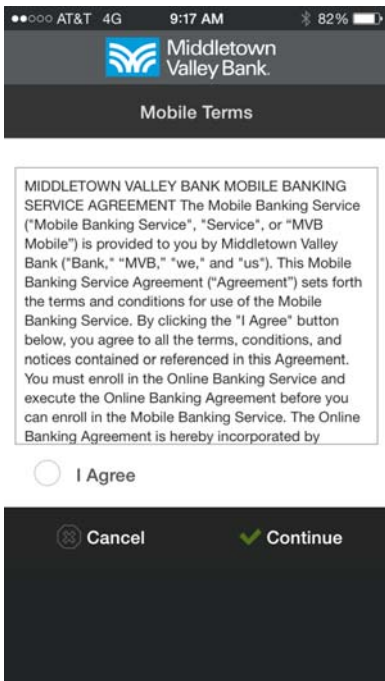 AT&T 4G 9:17 AM 82%
Middletown
Valley Bank.
Mobile Terms
MIDDLETOWN VALLEY BANK MOBILE BANKING
SERVICE AGREEMENT The Mobile Banking Service
("Mobile Banking Service", "Service", or “MVB
Mobile”) is provided to you by Middletown Valley
Bank ("Bank," “MVB,” "we," and "us"). This Mobile
Banking Service Agreement (“Agreement”) sets forth
the terms and conditions for use of the Mobile
Banking Service. By clicking the "I Agree" button
below, you agree to all the terms, conditions, and
notices contained or referenced in this Agreement.
You must enroll in the Online Banking Service and
execute the Online Banking Agreement before you
can enroll in the Mobile Banking Service. The Online
Banking Agreement is hereby incorporated by
I Agree
Cancel Continue